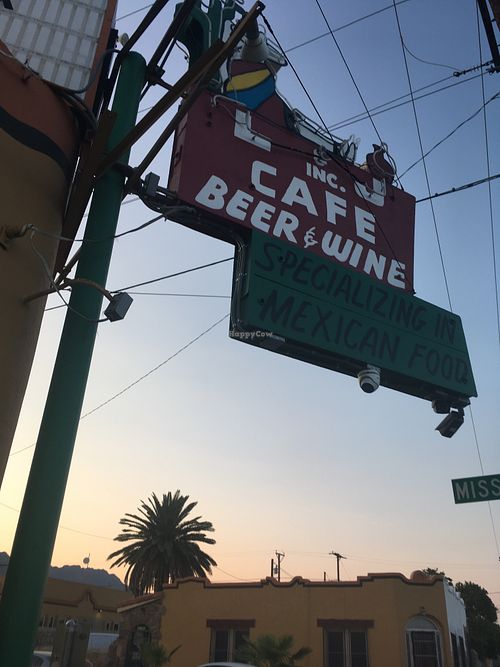 L J
INC.
CAFE
BEER & WINE
SPECIALIZING IN
MEXICAN FOOD
MISS
HappyCow